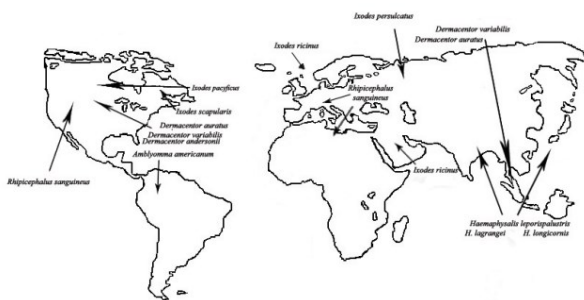 Ixodes persulcatus
Dermacentor variabilis
Dermacentor auratus
Ixodes ricinus
Ixodes pacificus
Rhipicephalus
sanguineus
Ixodes scapularis
Dermacentor auratus
Dermacentor variabilis
Dermacentor andersonii
Amblyomma americanum
Rhipicephalus sanguineus
Ixodes ricinus
Haemaphysalis leporispalustris
H. lagrangei H. longicornis